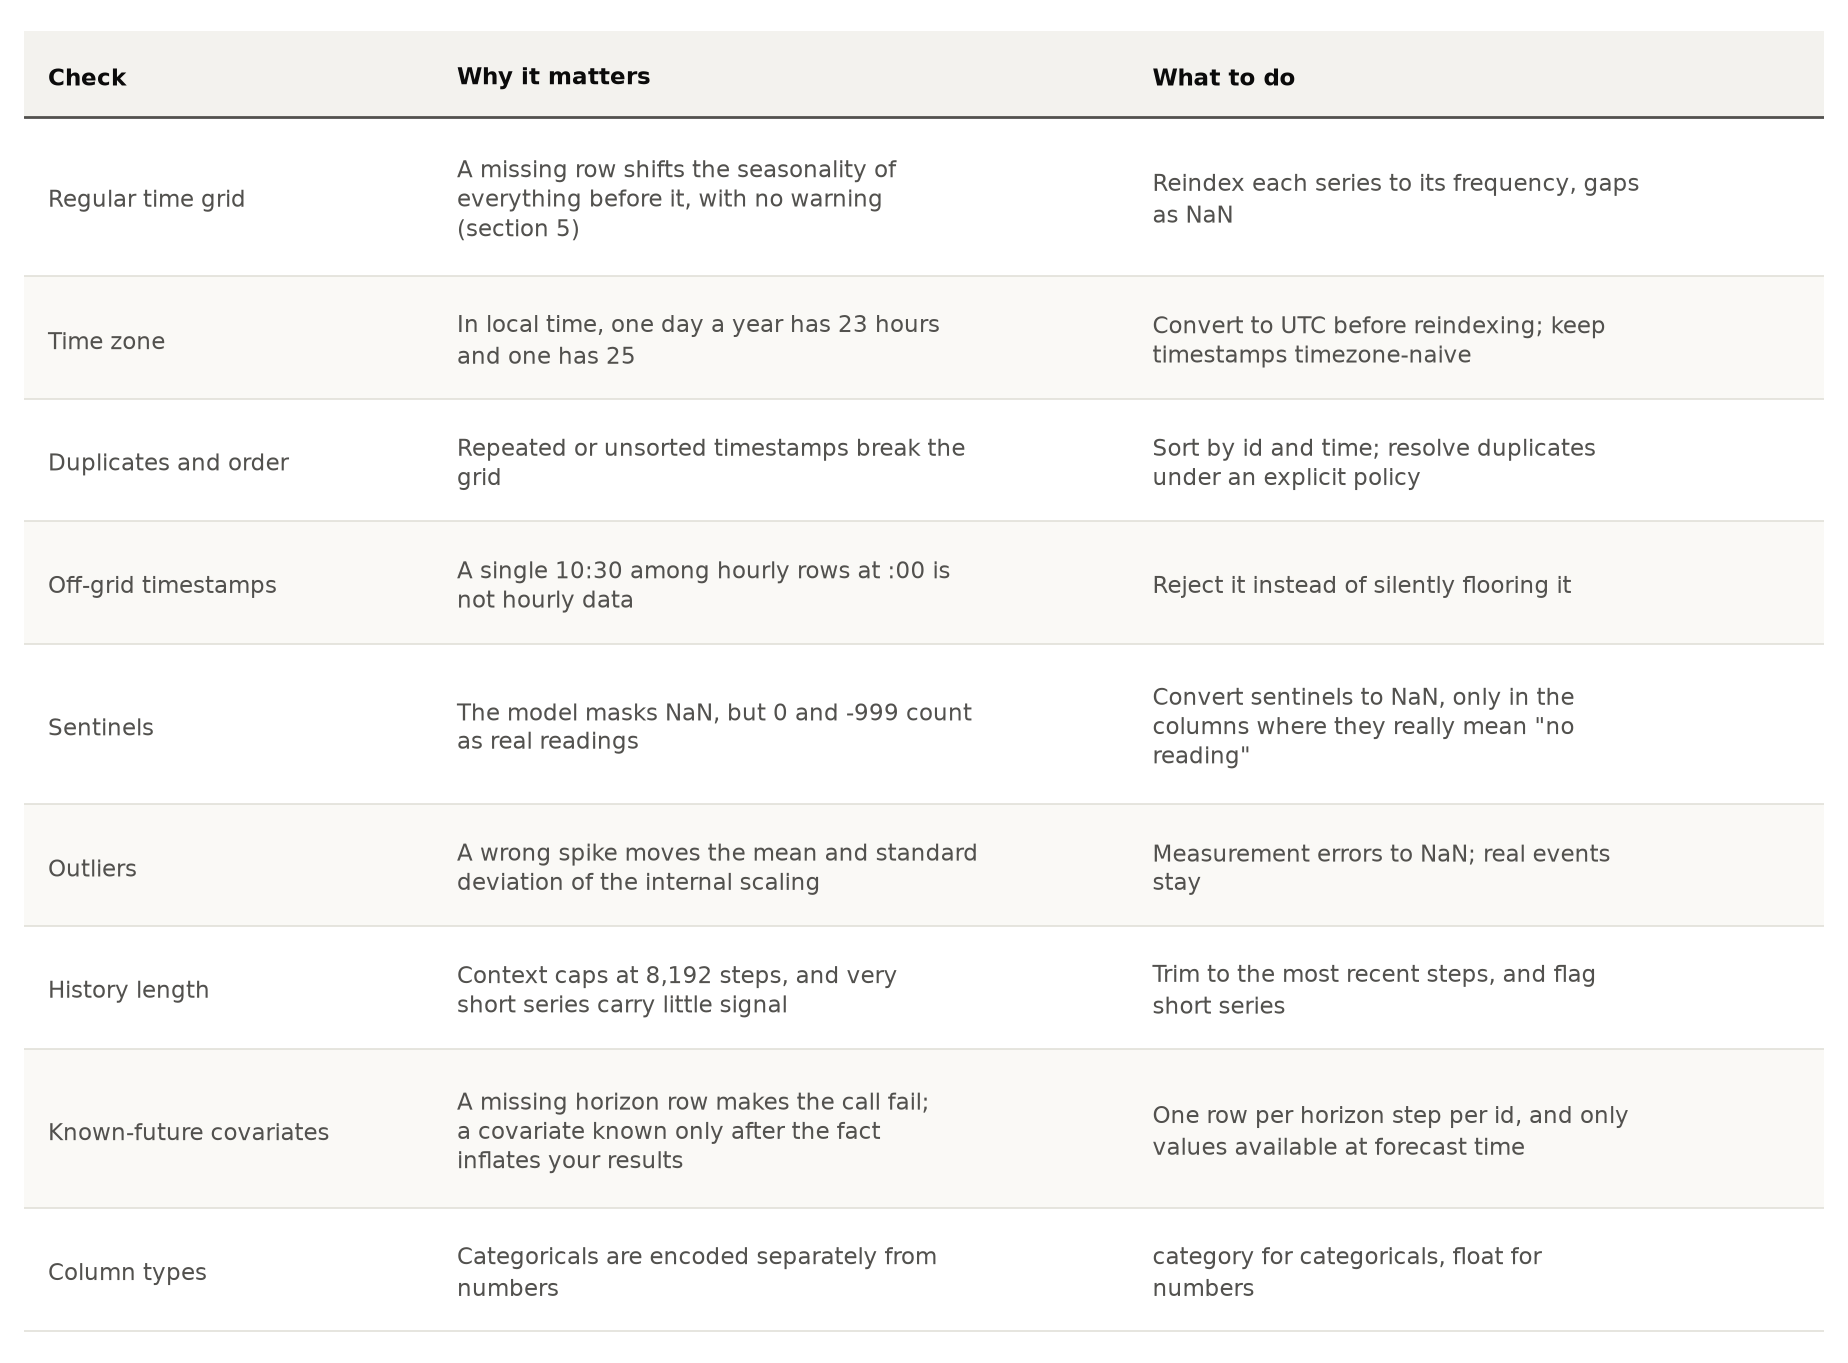 Check
Why it matters
What to do
Regular time grid
A missing row shifts the seasonality of
everything before it, with no warning
(section 5)
Reindex each series to its frequency, gaps
as NaN
Time zone
In local time, one day a year has 23 hours
and one has 25
Convert to UTC before reindexing; keep
timestamps timezone-naive
Duplicates and order
Repeated or unsorted timestamps break the
grid
Sort by id and time; resolve duplicates
under an explicit policy
Off-grid timestamps
A single 10:30 among hourly rows at :00 is
not hourly data
Reject it instead of silently flooring it
Sentinels
The model masks NaN, but 0 and -999 count
as real readings
Convert sentinels to NaN, only in the
columns where they really mean "no
reading"
Outliers
A wrong spike moves the mean and standard
deviation of the internal scaling
Measurement errors to NaN; real events
stay
History length
Context caps at 8,192 steps, and very
short series carry little signal
Trim to the most recent steps, and flag
short series
Known-future covariates
A missing horizon row makes the call fail;
a covariate known only after the fact
inflates your results
One row per horizon step per id, and only
values available at forecast time
Column types
Categoricals are encoded separately from
numbers
category for categoricals, float for
numbers